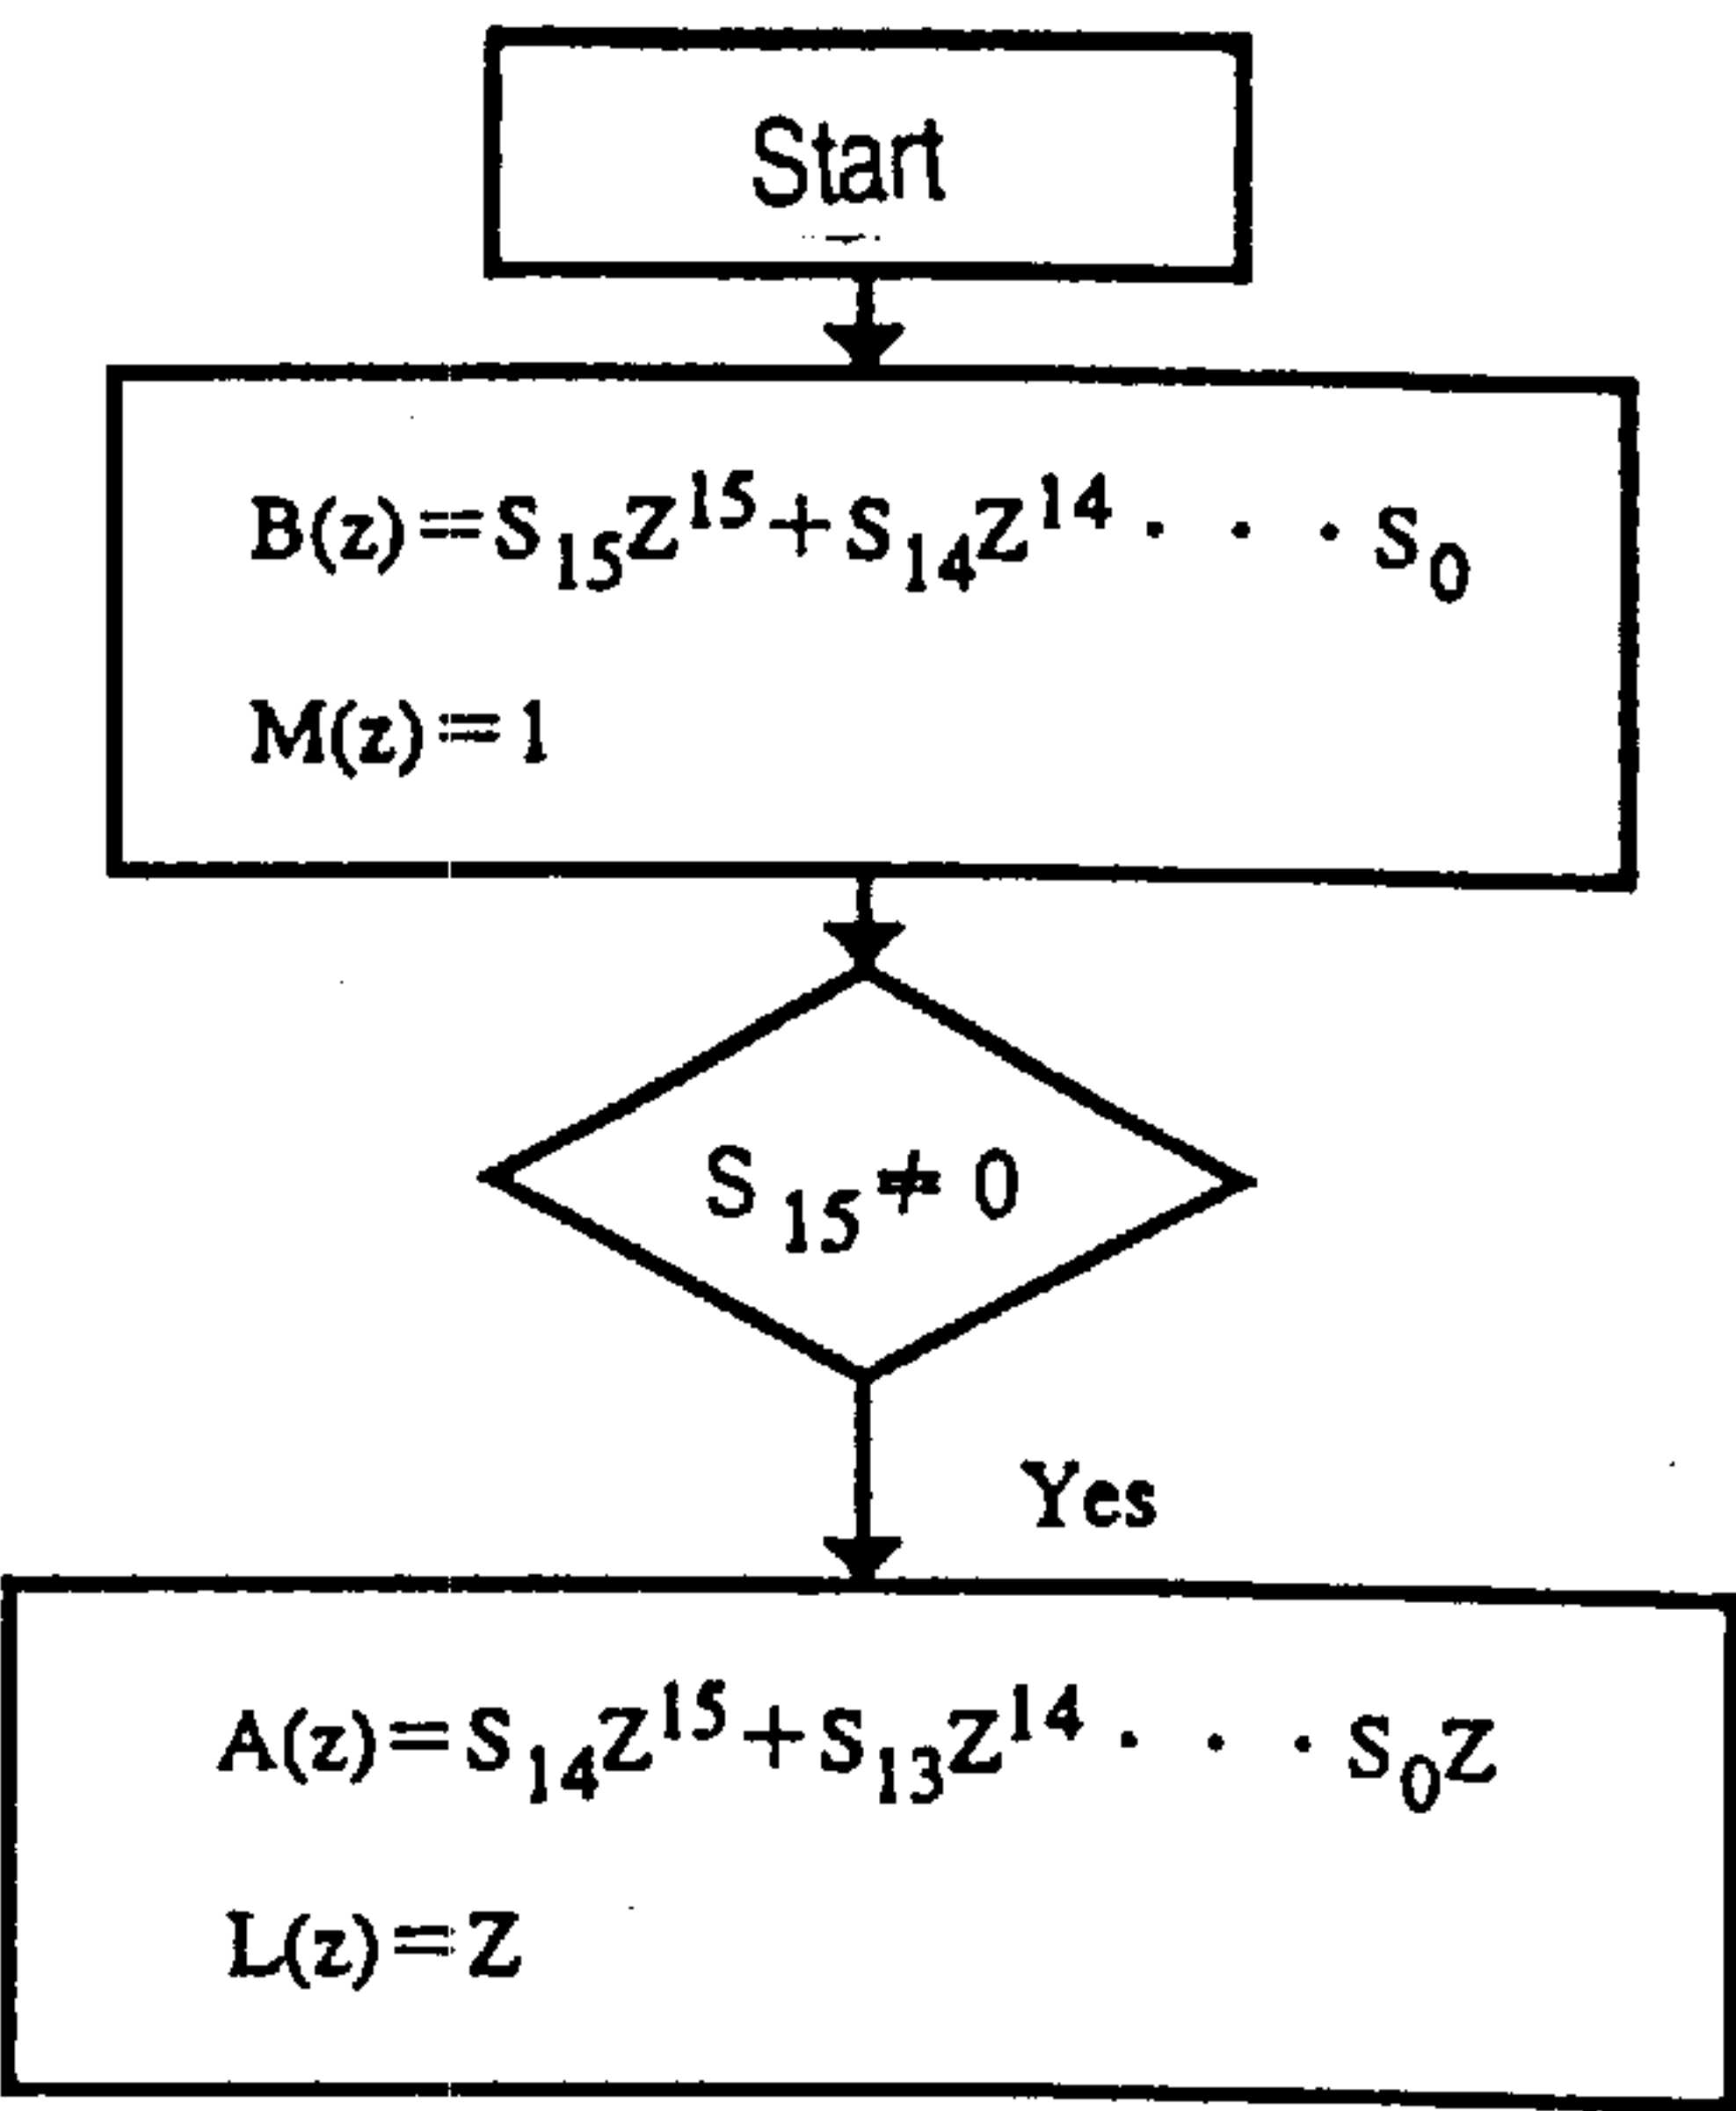 Start
B(z)=S₁₅Z¹⁵+S₁₄Z¹⁴. . . S₀
M(z)=1
S₁₅≠ 0
Yes
A(z)=S₁₄Z¹⁵+S₁₃Z¹⁴. . . S₀Z
L(z)=Z